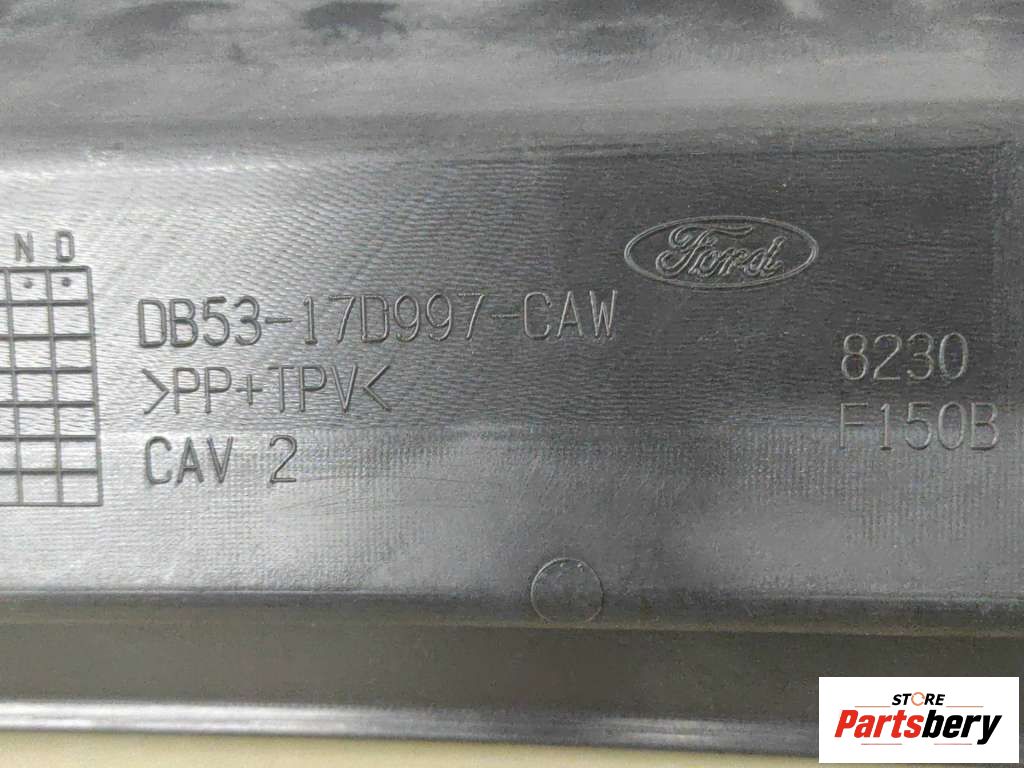 Ford
N D
DB53-17D997-CAW
>PP+TPV<
CAV 2
8230
F150B
STORE
Partsbery